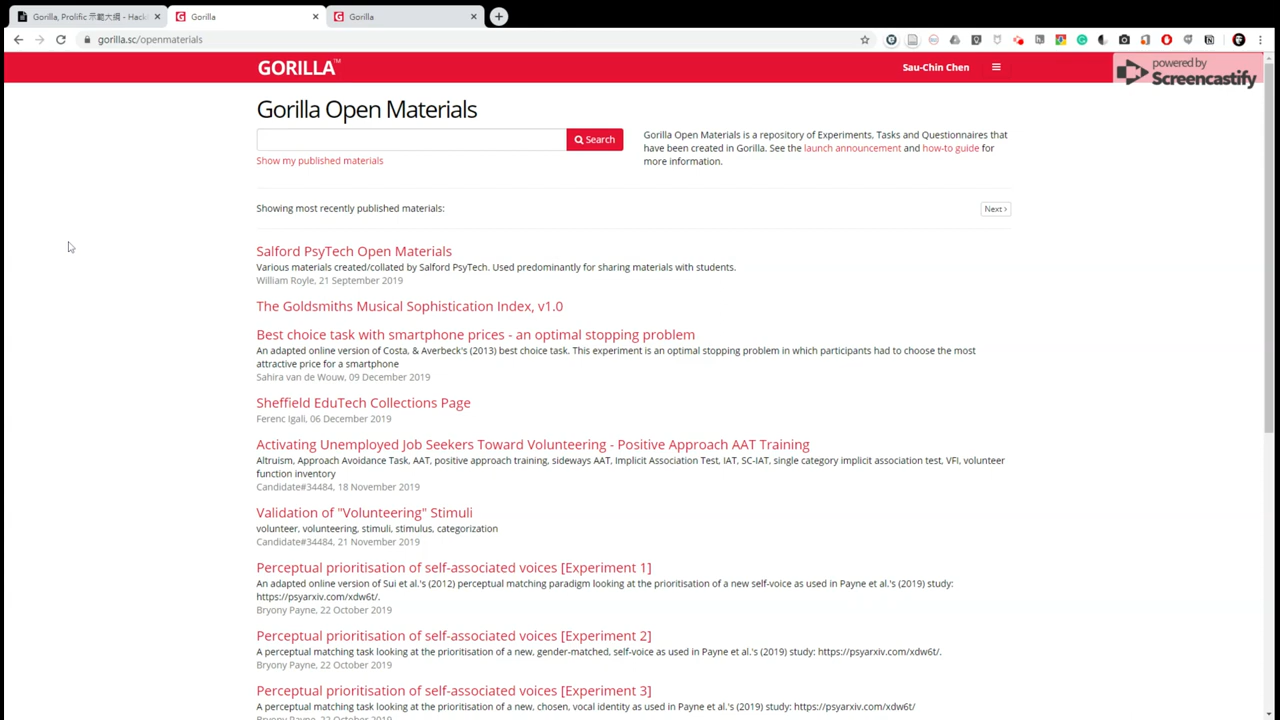 Gorilla, Prolific 示範大綱 - Hack
Gorilla
Gorilla
gorilla.sc/openmaterials
GORILLA™
Sau-Chin Chen
powered by
Screencastify
Gorilla Open Materials
Search
Show my published materials
Gorilla Open Materials is a repository of Experiments, Tasks and Questionnaires that
have been created in Gorilla. See the launch announcement and how-to guide for
more information.
Showing most recently published materials:
Next >
Salford PsyTech Open Materials
Various materials created/collated by Salford PsyTech. Used predominantly for sharing materials with students.
William Royle, 21 September 2019
The Goldsmiths Musical Sophistication Index, v1.0
Best choice task with smartphone prices - an optimal stopping problem
An adapted online version of Costa, & Averbeck's (2013) best choice task. This experiment is an optimal stopping problem in which participants had to choose the most
attractive price for a smartphone
Sahira van de Wouw, 09 December 2019
Sheffield EduTech Collections Page
Ferenc Igali, 06 December 2019
Activating Unemployed Job Seekers Toward Volunteering - Positive Approach AAT Training
Altruism, Approach Avoidance Task, AAT, positive approach training, sideways AAT, Implicit Association Test, IAT, SC-IAT, single category implicit association test, VFI, volunteer
function inventory
Candidate#34484, 18 November 2019
Validation of "Volunteering" Stimuli
volunteer, volunteering, stimuli, stimulus, categorization
Candidate#34484, 21 November 2019
Perceptual prioritisation of self-associated voices [Experiment 1]
An adapted online version of Sui et al.'s (2012) perceptual matching paradigm looking at the prioritisation of a new self-voice as used in Payne et al.'s (2019) study:
https://psyarxiv.com/xdw6t/.
Bryony Payne, 22 October 2019
Perceptual prioritisation of self-associated voices [Experiment 2]
A perceptual matching task looking at the prioritisation of a new, gender-matched, self-voice as used in Payne et al.'s (2019) study: https://psyarxiv.com/xdw6t/.
Bryony Payne, 22 October 2019
Perceptual prioritisation of self-associated voices [Experiment 3]
A perceptual matching task looking at the prioritisation of a new, chosen, vocal identity as used in Payne et al.'s (2019) study: https://psyarxiv.com/xdw6t/
Bryony Payne, 22 October 2019